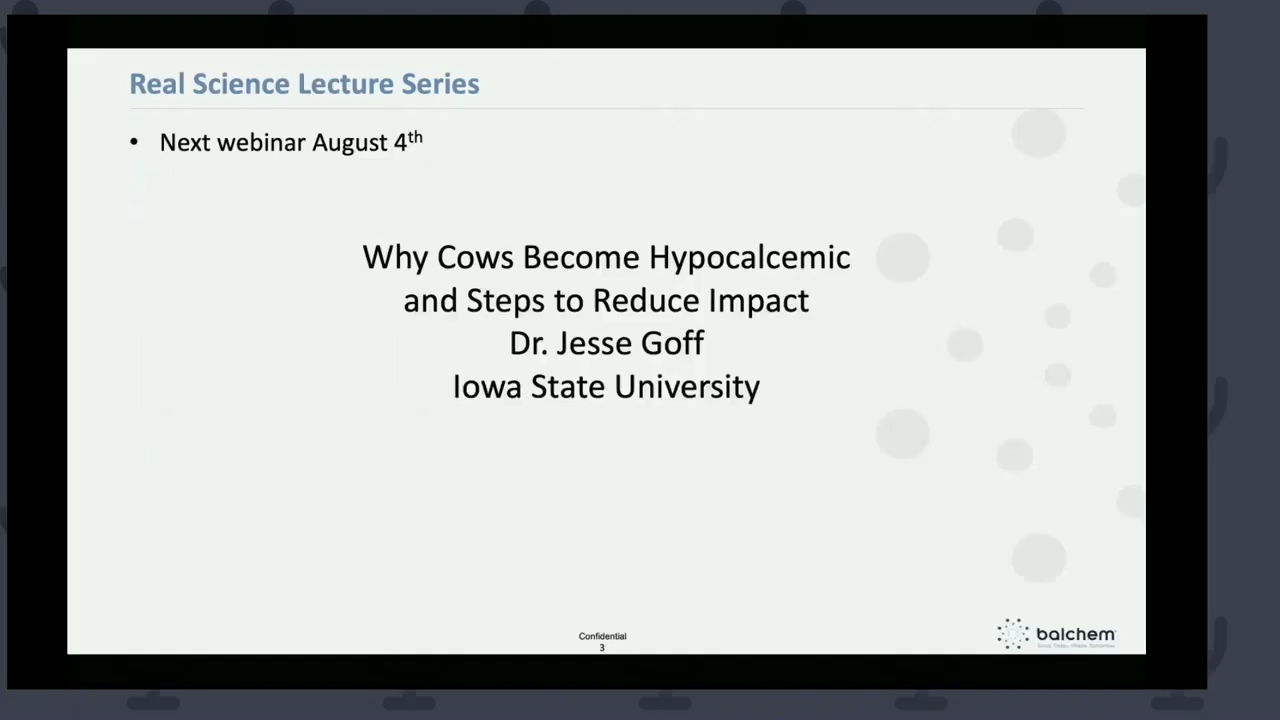 Real Science Lecture Series
• Next webinar August 4th
Why Cows Become Hypocalcemic
and Steps to Reduce Impact
Dr. Jesse Goff
Iowa State University
Confidential
3
balchem